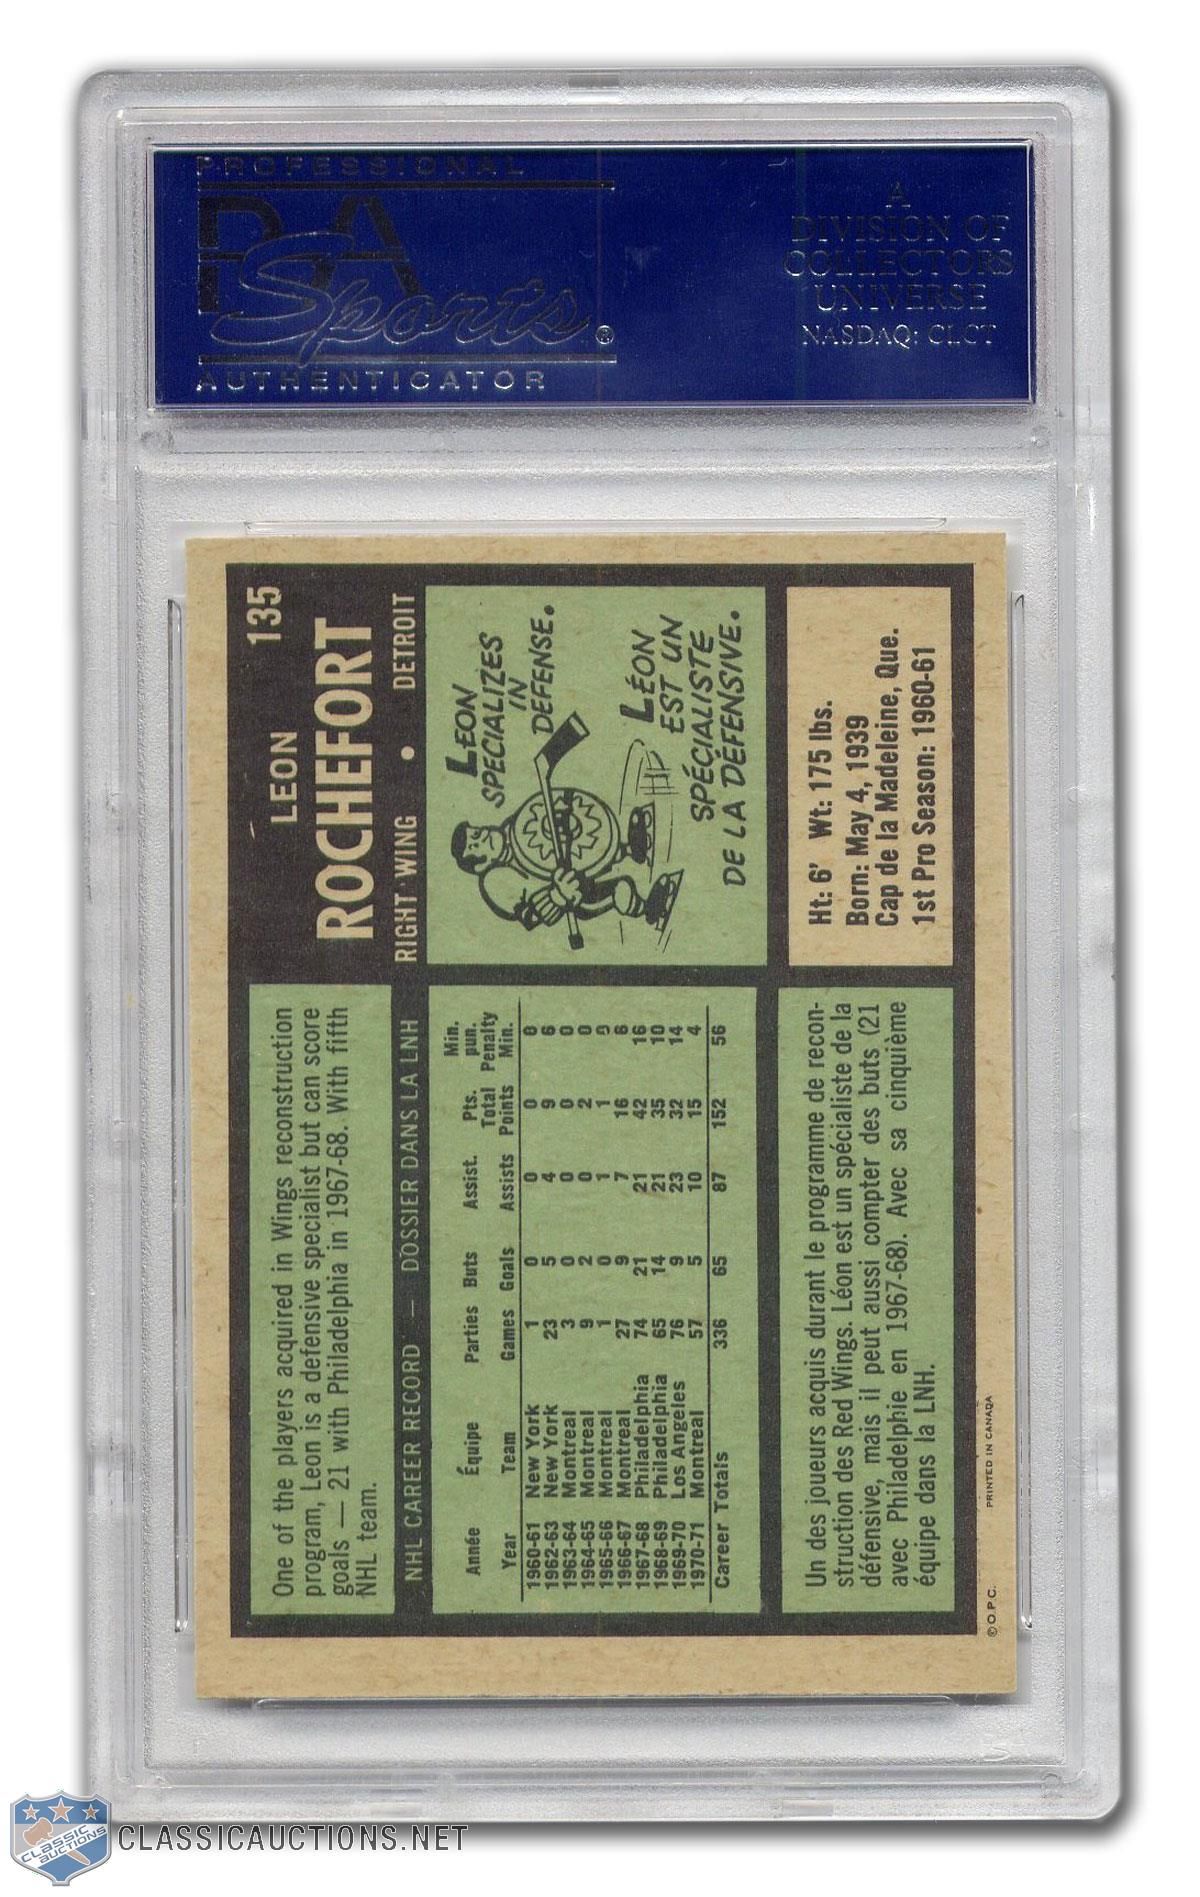 PROFESSIONAL
PSA
Sports®
AUTHENTICATOR
A
DIVISION OF
COLLECTORS
UNIVERSE
NASDAQ: CLCT
One of the players acquired in Wings reconstruction
program, Leon is a defensive specialist but can score
goals — 21 with Philadelphia in 1967-68. With fifth
NHL team.
LEON 135
ROCHEFORT
RIGHT WING • DETROIT
NHL CAREER RECORD — DOSSIER DANS LA LNH
Année Équipe Parties Buts Assist. Pts. Min. pun.
Year Team Games Goals Assists Total Points Penalty Min.
1960-61 New York 1 0 0 0 0
1962-63 New York 23 5 4 9 6
1963-64 Montreal 3 0 0 0 0
1964-65 Montreal 9 2 0 2 0
1965-66 Montreal 1 0 1 1 9
1966-67 Montreal 27 9 7 16 6
1967-68 Philadelphia 74 21 21 42 16
1968-69 Philadelphia 65 14 21 35 10
1969-70 Los Angeles 76 9 23 32 14
1970-71 Montreal 57 5 10 15 4
Career Totals 336 65 87 152 56
LEON
SPECIALIZES
IN
DEFENSE.
LÉON
EST UN
SPÉCIALISTE
DE LA DÉFENSIVE.
Un des joueurs acquis durant le programme de recon-
struction des Red Wings. Léon est un spécialiste de la
défensive, mais il peut aussi compter des buts (21
avec Philadelphie en 1967-68). Avec sa cinquième
équipe dans la LNH.
Ht: 6' Wt: 175 lbs.
Born: May 4, 1939
Cap de la Madeleine, Que.
1st Pro Season: 1960-61
©O.P.C. PRINTED IN CANADA
CLASSIC
AUCTIONS
CLASSICAUCTIONS.NET